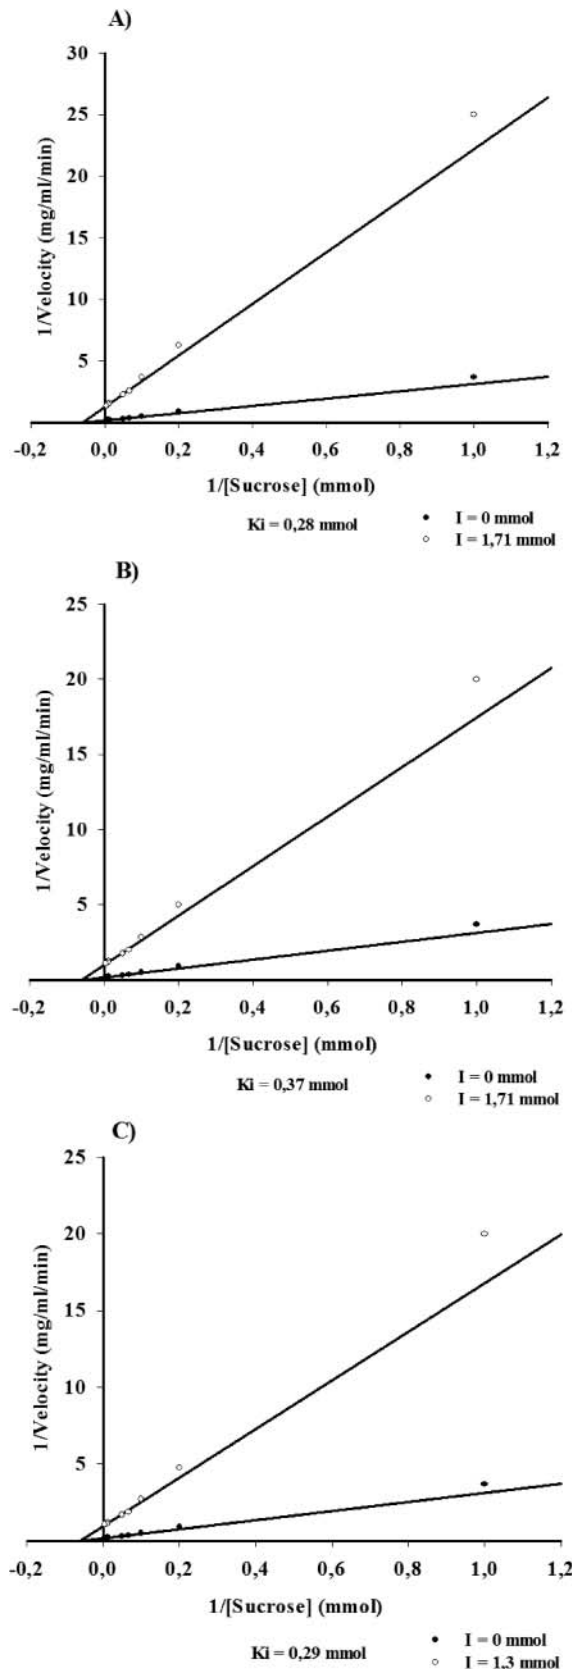 A)
30
25
20
15
10
5
1/Velocity (mg/ml/min)
-0,2 0,0 0,2 0,4 0,6 0,8 1,0 1,2
1/[Sucrose] (mmol)
Ki = 0,28 mmol
I = 0 mmol
I = 1,71 mmol
B)
25
20
15
10
5
1/Velocity (mg/ml/min)
-0,2 0,0 0,2 0,4 0,6 0,8 1,0 1,2
1/[Sucrose] (mmol)
Ki = 0,37 mmol
I = 0 mmol
I = 1,71 mmol
C)
25
20
15
10
5
1/Velocity (mg/ml/min)
-0,2 0,0 0,2 0,4 0,6 0,8 1,0 1,2
1/[Sucrose] (mmol)
Ki = 0,29 mmol
I = 0 mmol
I = 1,3 mmol